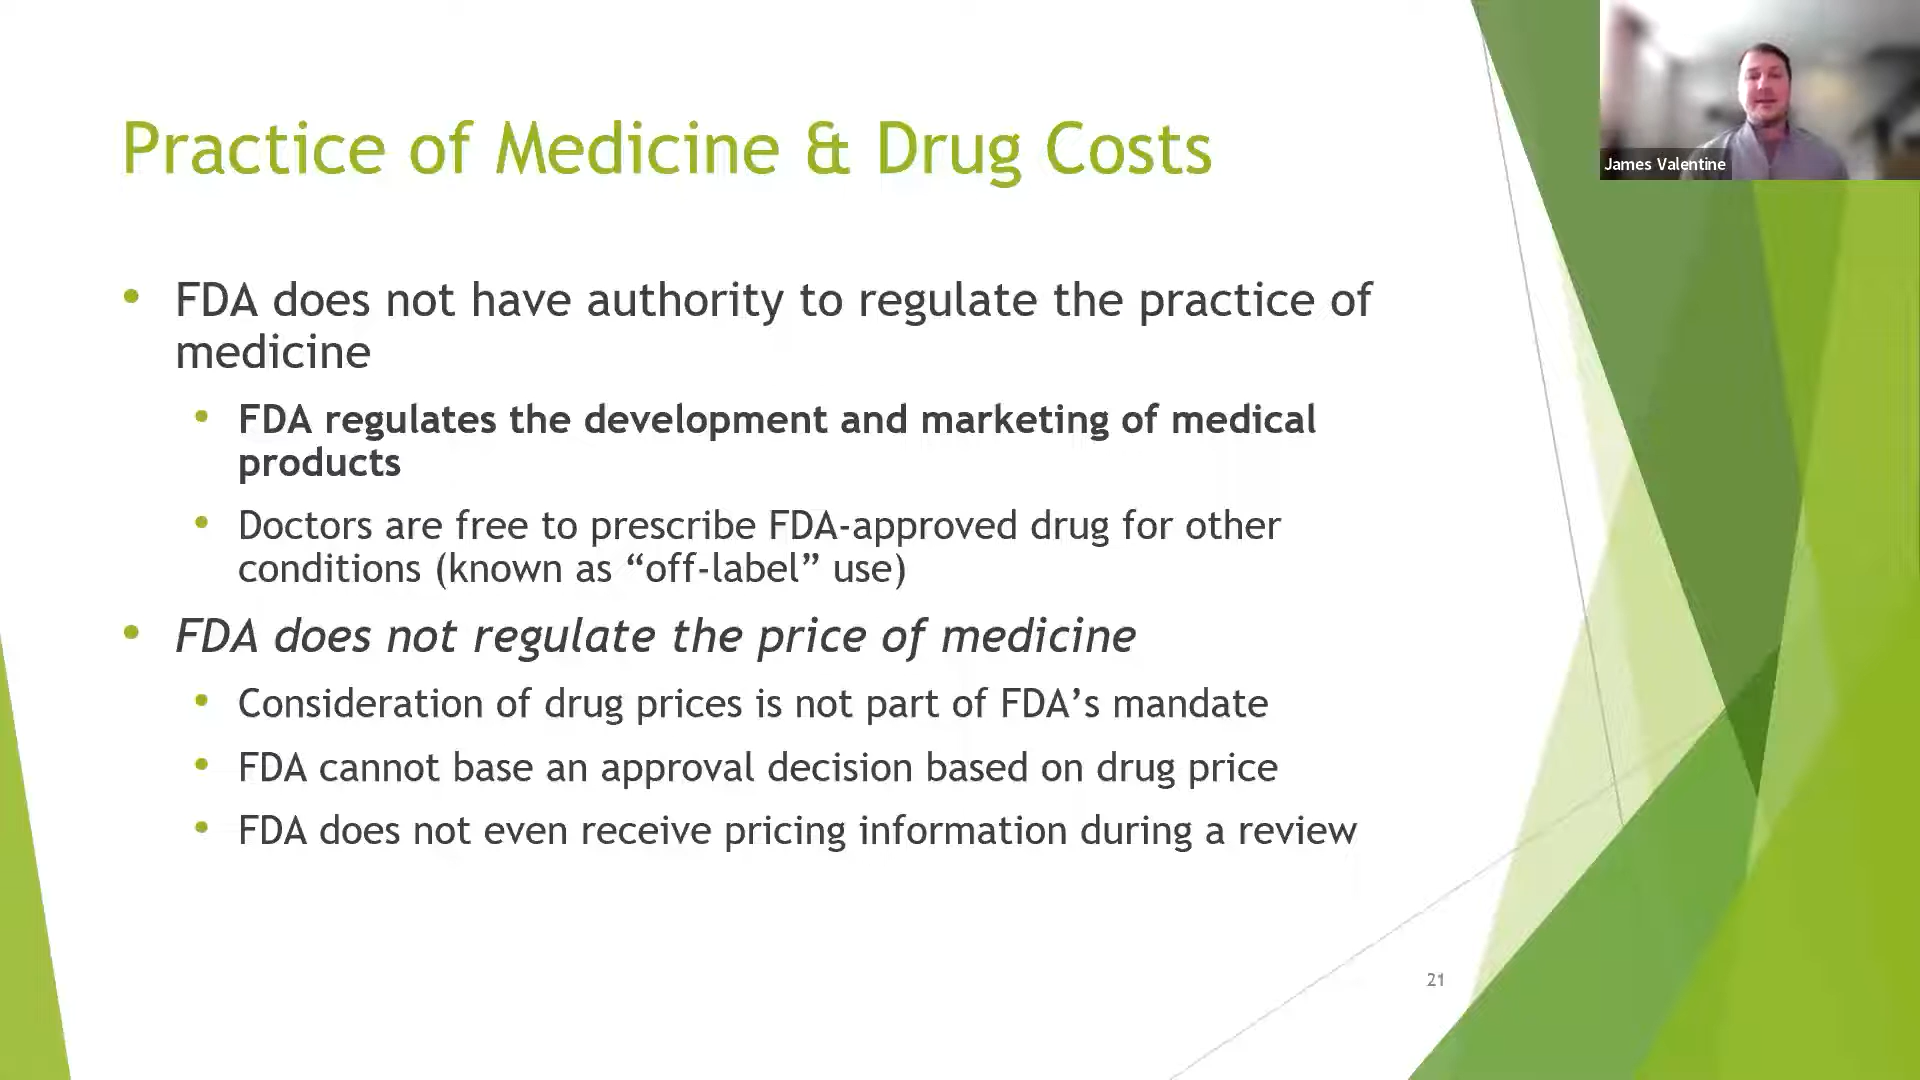 Practice of Medicine & Drug Costs
James Valentine
• FDA does not have authority to regulate the practice of
medicine
• FDA regulates the development and marketing of medical
products
• Doctors are free to prescribe FDA-approved drug for other
conditions (known as “off-label” use)
• FDA does not regulate the price of medicine
• Consideration of drug prices is not part of FDA’s mandate
• FDA cannot base an approval decision based on drug price
• FDA does not even receive pricing information during a review
21